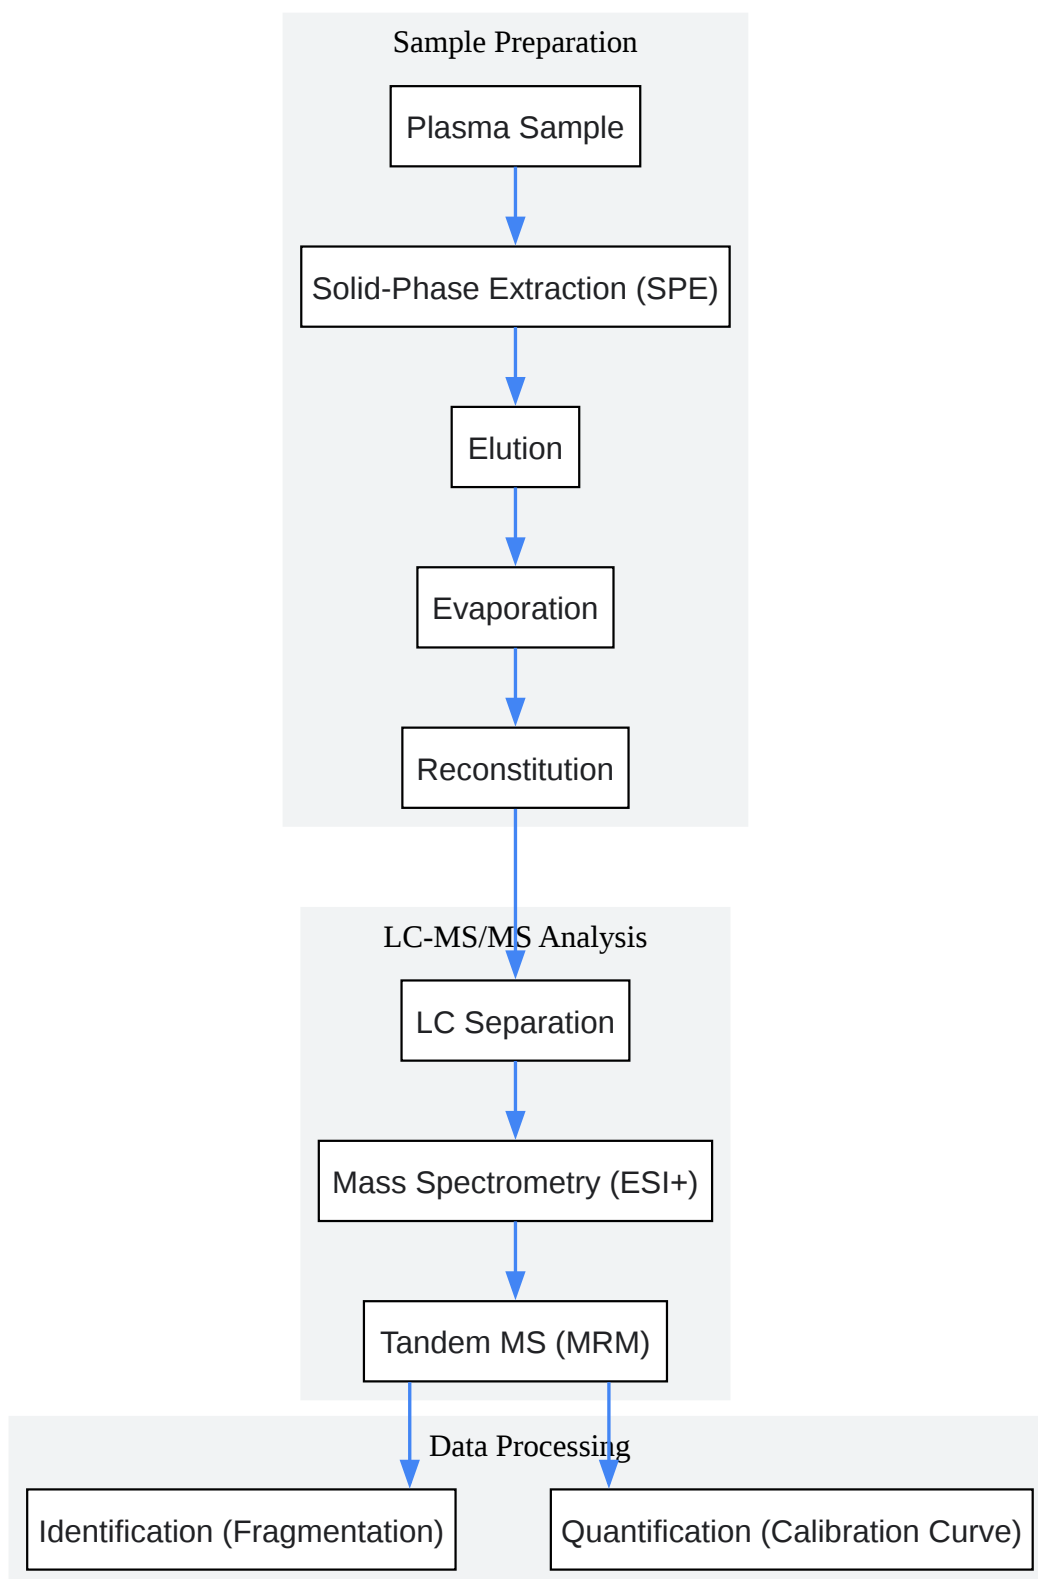 Sample Preparation
Plasma Sample
Solid-Phase Extraction (SPE)
Elution
Evaporation
Reconstitution
LC-MS/MS Analysis
LC Separation
Mass Spectrometry (ESI+)
Tandem MS (MRM)
Data Processing
Identification (Fragmentation)
Quantification (Calibration Curve)